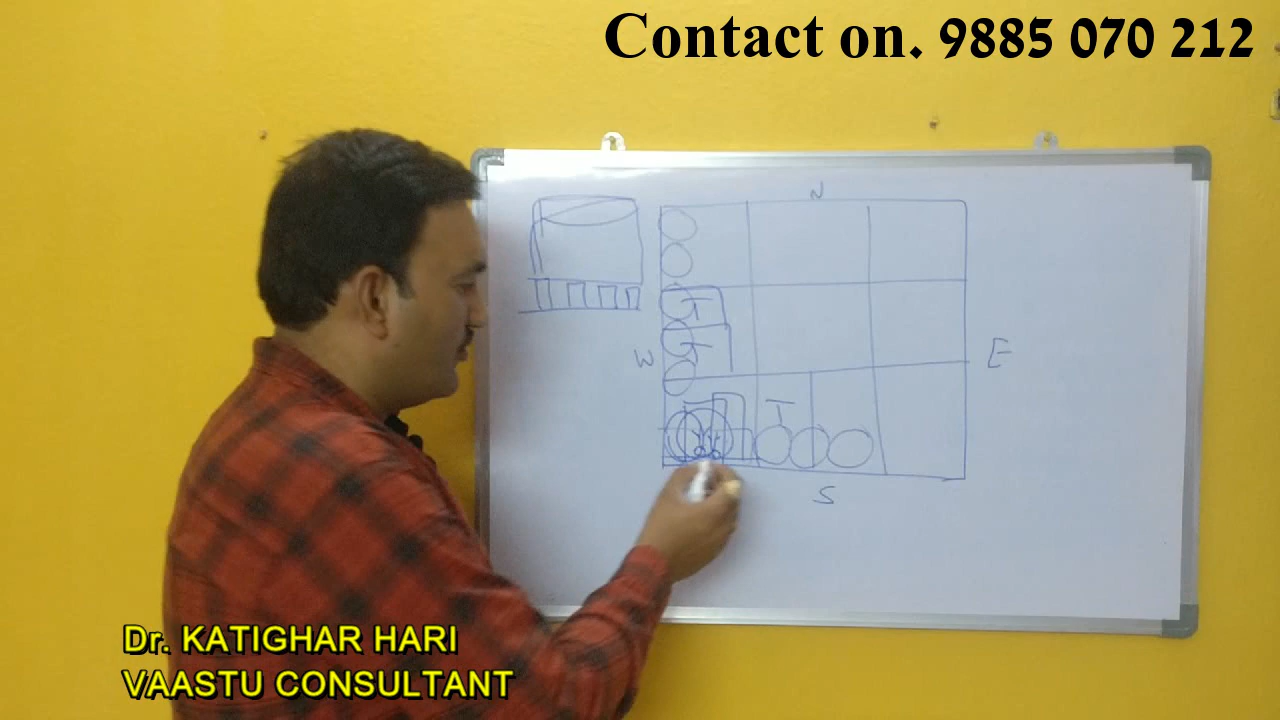 Contact on. 9885 070 212
N
T
T
W
E
T
S
Dr. KATIGHAR HARI
VAASTU CONSULTANT